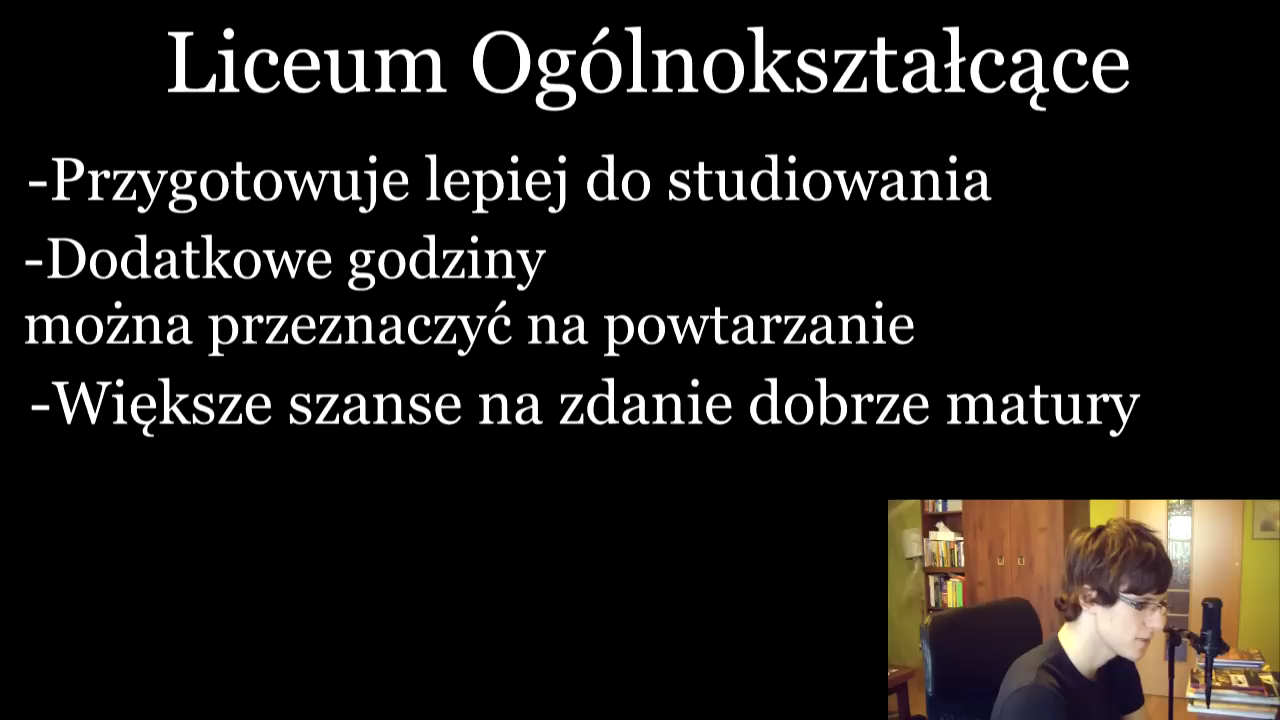 Liceum Ogólnokształcące
-Przygotowuje lepiej do studiowania
-Dodatkowe godziny
można przeznaczyć na powtarzanie
-Większe szanse na zdanie dobrze matury